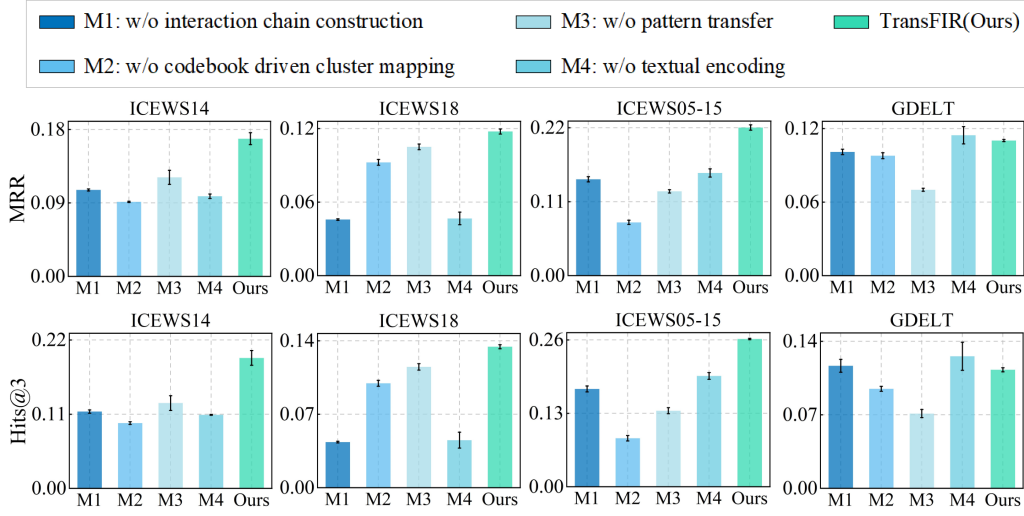 M1: w/o interaction chain construction M3: w/o pattern transfer TransFIR(Ours)
M2: w/o codebook driven cluster mapping M4: w/o textual encoding
ICEWS14 ICEWS18 ICEWS05-15 GDELT
MRR
0.18 0.12 0.22 0.12
0.09 0.06 0.11 0.06
0.00 0.00 0.00 0.00
M1 M2 M3 M4 Ours M1 M2 M3 M4 Ours M1 M2 M3 M4 Ours M1 M2 M3 M4 Ours
ICEWS14 ICEWS18 ICEWS05-15 GDELT
Hits@3
0.22 0.14 0.26 0.14
0.11 0.07 0.13 0.07
0.00 0.00 0.00 0.00
M1 M2 M3 M4 Ours M1 M2 M3 M4 Ours M1 M2 M3 M4 Ours M1 M2 M3 M4 Ours